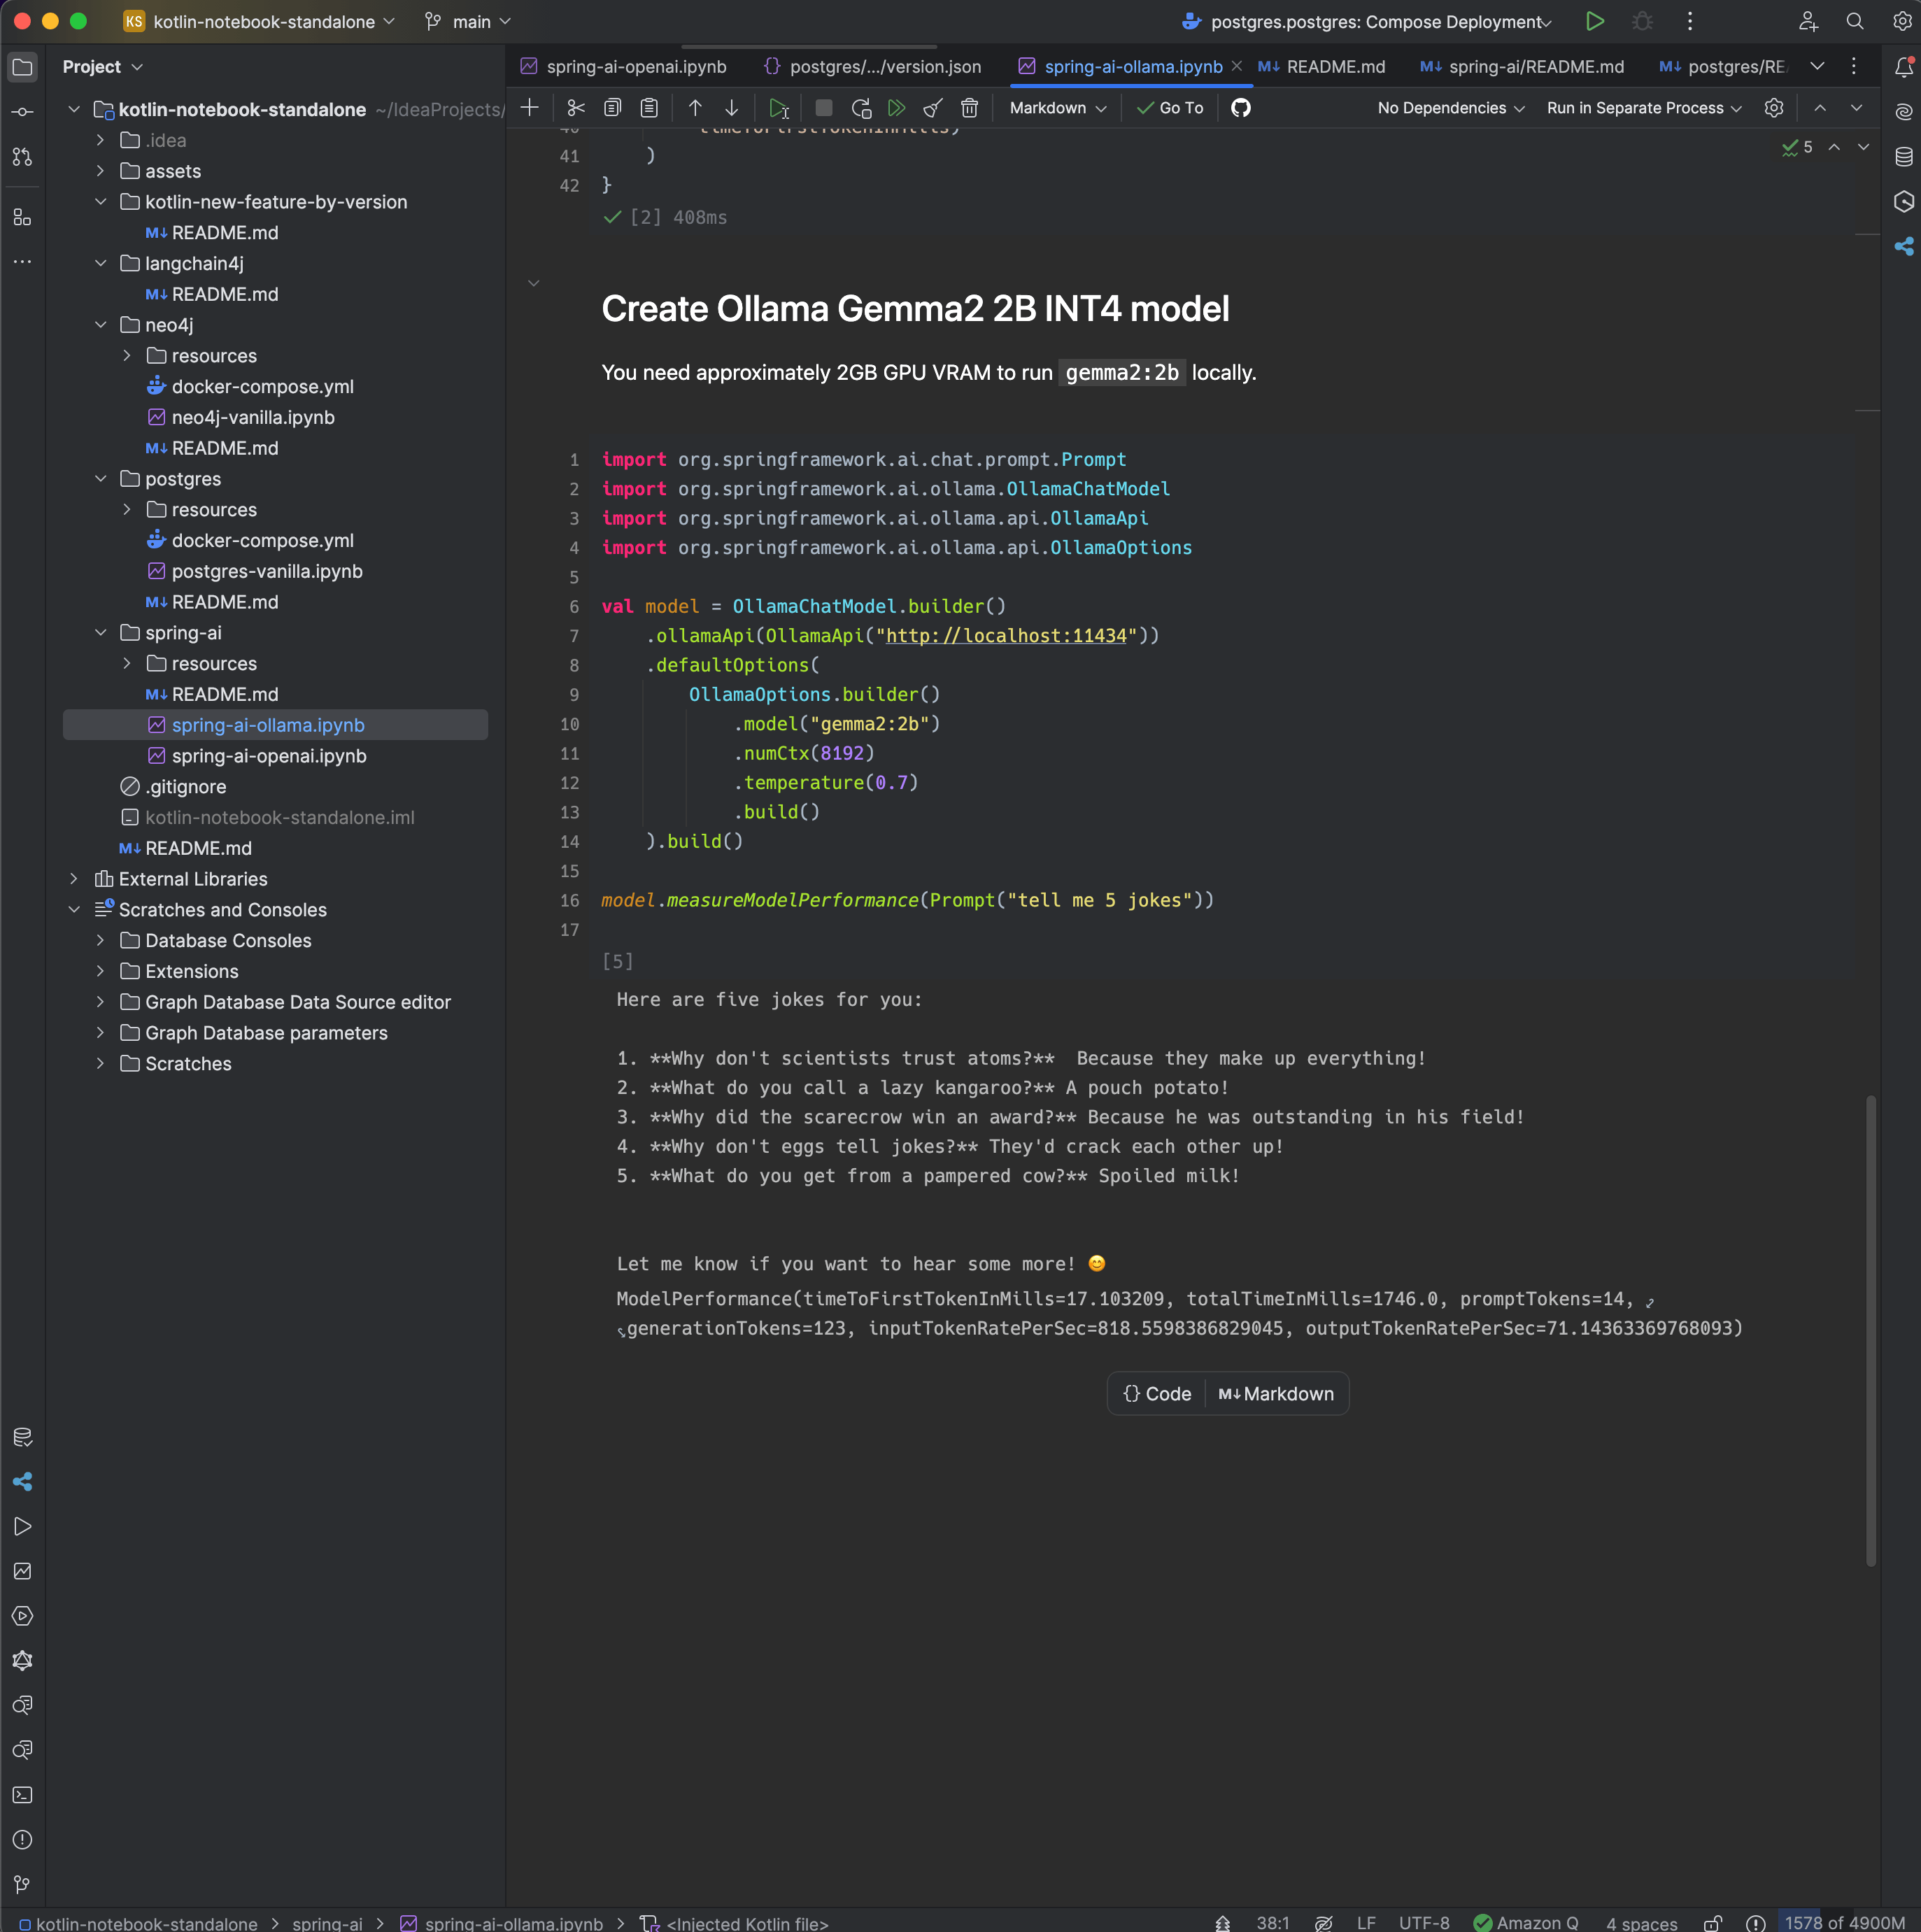 KS kotlin-notebook-standalone main postgres.postgres: Compose Deployment
Project
spring-ai-openai.ipynb {} postgres/.../version.json spring-ai-ollama.ipynb M↓ README.md M↓ spring-ai/README.md M↓ postgres/RE
Markdown Go To No Dependencies Run in Separate Process
kotlin-notebook-standalone ~/IdeaProjects/
.idea
assets
kotlin-new-feature-by-version
M↓ README.md
langchain4j
M↓ README.md
neo4j
resources
docker-compose.yml
neo4j-vanilla.ipynb
M↓ README.md
postgres
resources
docker-compose.yml
postgres-vanilla.ipynb
M↓ README.md
spring-ai
resources
M↓ README.md
spring-ai-ollama.ipynb
spring-ai-openai.ipynb
.gitignore
kotlin-notebook-standalone.iml
M↓ README.md
External Libraries
Scratches and Consoles
Database Consoles
Extensions
Graph Database Data Source editor
Graph Database parameters
Scratches
5
41 )
42 }
[2] 408ms
Create Ollama Gemma2 2B INT4 model
You need approximately 2GB GPU VRAM to run gemma2:2b locally.
1 import org.springframework.ai.chat.prompt.Prompt
2 import org.springframework.ai.ollama.OllamaChatModel
3 import org.springframework.ai.ollama.api.OllamaApi
4 import org.springframework.ai.ollama.api.OllamaOptions
5
6 val model = OllamaChatModel.builder()
7 .ollamaApi(OllamaApi("http://localhost:11434"))
8 .defaultOptions(
9 OllamaOptions.builder()
10 .model("gemma2:2b")
11 .numCtx(8192)
12 .temperature(0.7)
13 .build()
14 ).build()
15
16 model.measureModelPerformance(Prompt("tell me 5 jokes"))
17
[5]
Here are five jokes for you:
1. **Why don't scientists trust atoms?**  Because they make up everything!
2. **What do you call a lazy kangaroo?** A pouch potato!
3. **Why did the scarecrow win an award?** Because he was outstanding in his field!
4. **Why don't eggs tell jokes?** They'd crack each other up!
5. **What do you get from a pampered cow?** Spoiled milk!
Let me know if you want to hear some more! 😊
ModelPerformance(timeToFirstTokenInMills=17.103209, totalTimeInMills=1746.0, promptTokens=14,
generationTokens=123, inputTokenRatePerSec=818.5598386829045, outputTokenRatePerSec=71.14363369768093)
{} Code M↓ Markdown
kotlin-notebook-standalone > spring-ai > spring-ai-ollama.ipynb > <Injected Kotlin file> 38:1 LF UTF-8 Amazon Q 4 spaces 1578 of 4900M